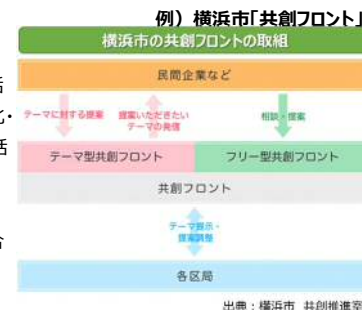 例）横浜市「共創フロント」
横浜市の共創フロントの取組
民間企業など
テーマに対する提案
提案いただきたい
テーマの発信
相談・提案
テーマ型共創フロント
フリー型共創フロント
共創フロント
テーマ提示・
提案調整
各区局
出典：横浜市 共創推進室